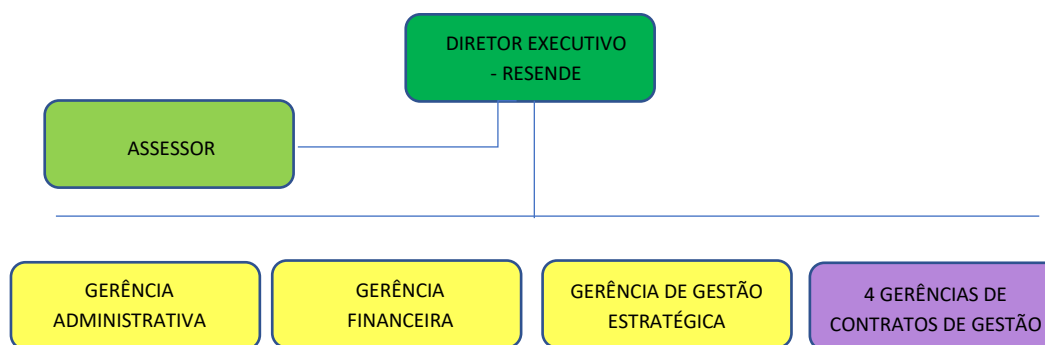 DIRETOR EXECUTIVO
- RESENDE
ASSESSOR
GERÊNCIA
ADMINISTRATIVA
GERÊNCIA
FINANCEIRA
GERÊNCIA DE GESTÃO
ESTRATÉGICA
4 GERÊNCIAS DE
CONTRATOS DE GESTÃO